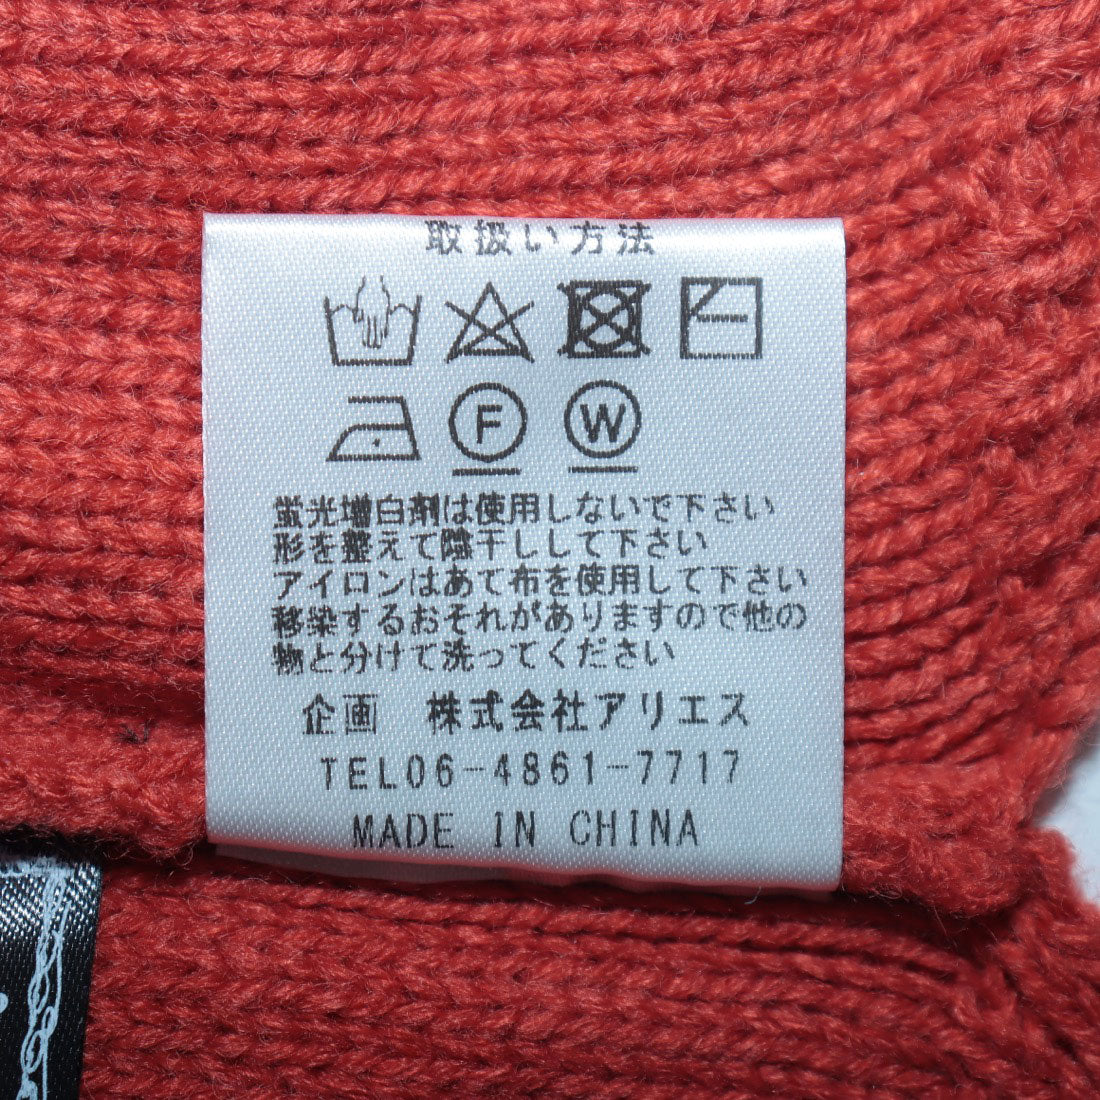 取扱い方法
F W
蛍光増白剤は使用しないで下さい
形を整えて陰干しして下さい
アイロンはあて布を使用して下さい
移染するおそれがありますので他の
物と分けて洗ってください
企画 株式会社アリエス
TEL06-4861-7717
MADE IN CHINA